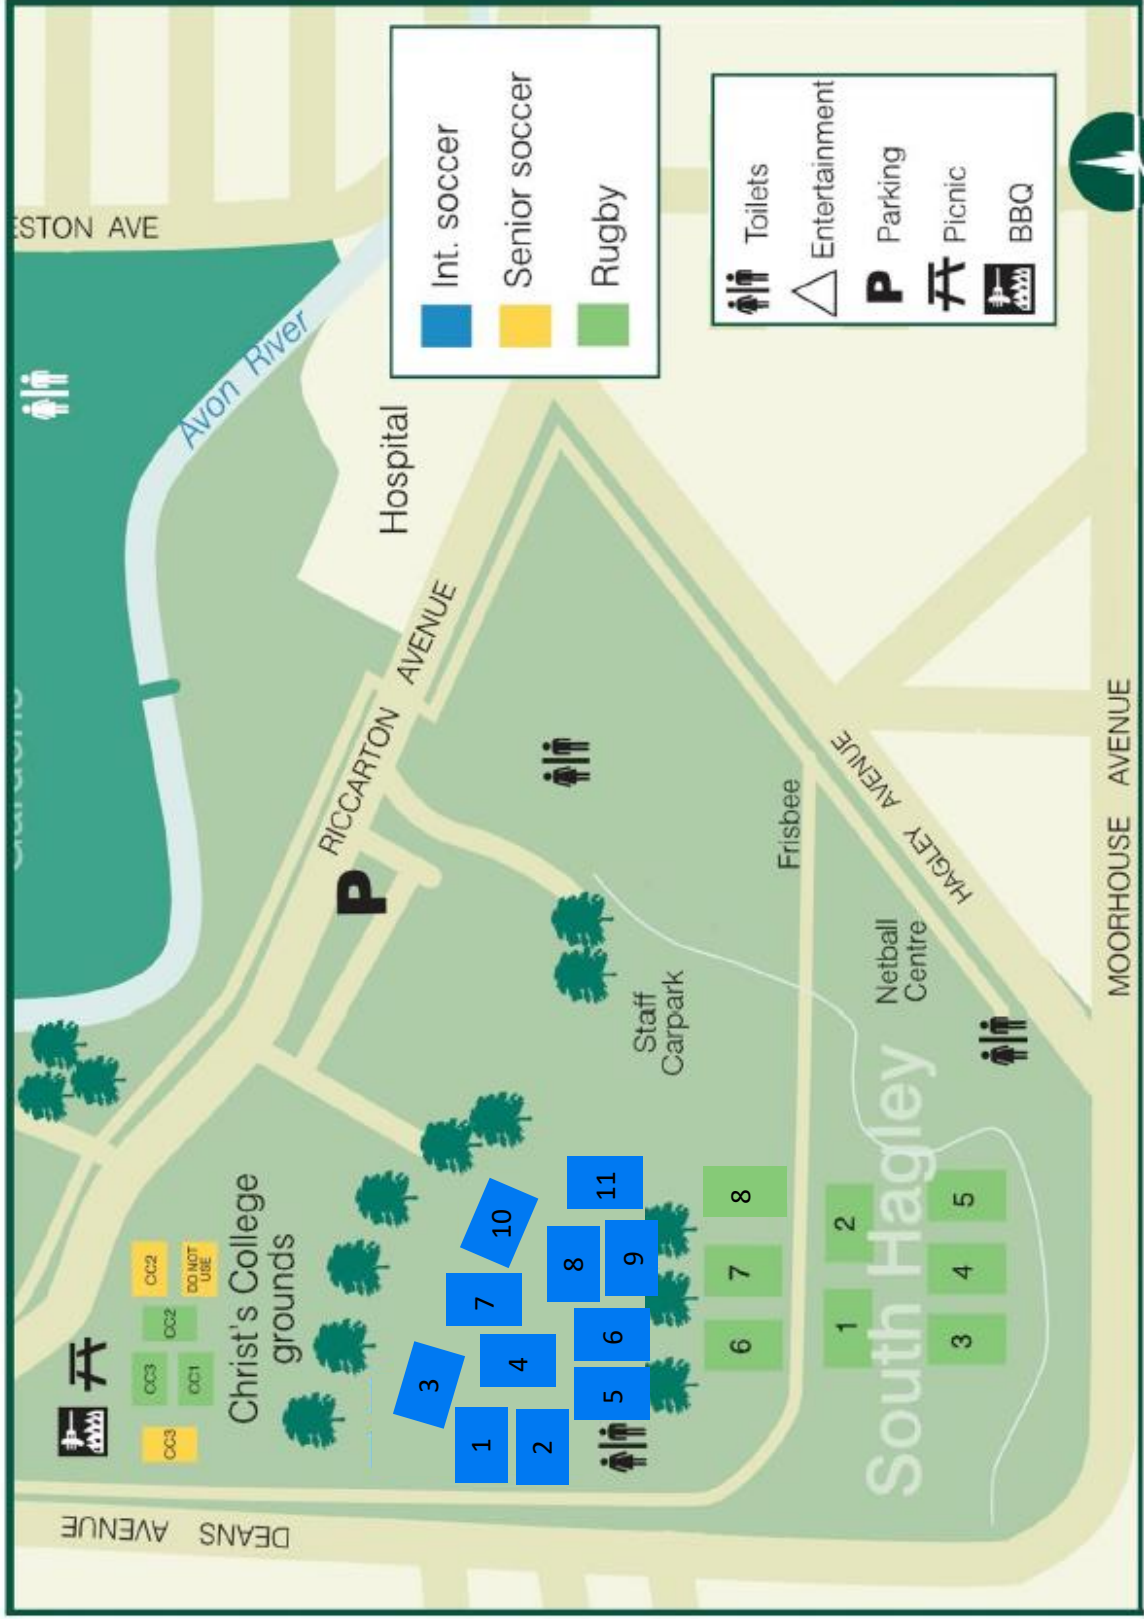 ESTON AVE
Avon River
Hospital
RICCARTON AVENUE
P
Int. soccer
Senior soccer
Rugby
Toilets
Entertainment
P Parking
Picnic
BBQ
CC2
DO NOT USE
CC2
CC3
CC1
CC3
Christ's College
grounds
DEANS AVENUE
1
2
3
4
5
6
7
8
9
10
11
Staff
Carpark
Frisbee
Netball
Centre
HAGLEY AVENUE
MOORHOUSE AVENUE
South Hagley
6
7
8
1
2
3
4
5